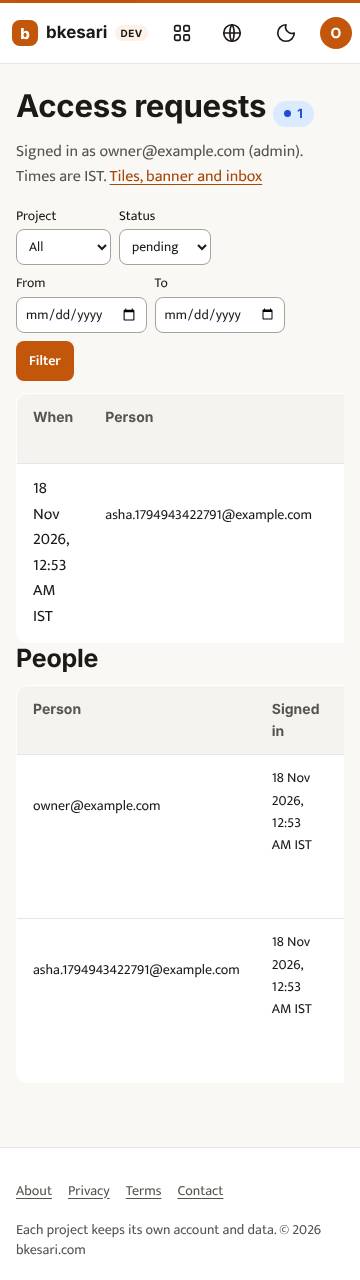 b bkesari DEV O
Access requests 1
Signed in as owner@example.com (admin).
Times are IST. Tiles, banner and inbox
Project Status
All pending
From To
mm/dd/yyyy mm/dd/yyyy
Filter
When Person
18
Nov
2026,
12:53
AM
IST
asha.1794943422791@example.com
People
Person Signed
in
owner@example.com
18 Nov
2026,
12:53
AM IST
asha.1794943422791@example.com
18 Nov
2026,
12:53
AM IST
About Privacy Terms Contact
Each project keeps its own account and data. © 2026
bkesari.com